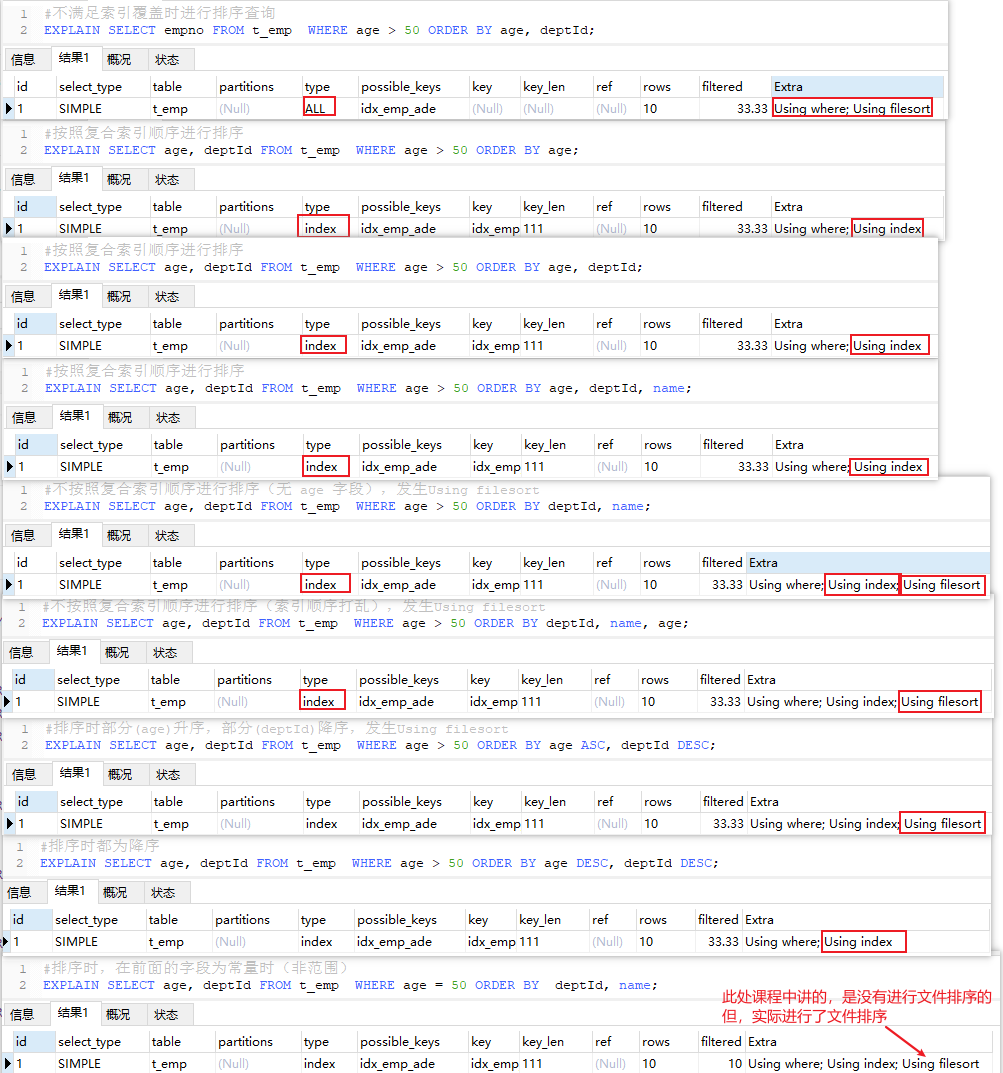 1 #不满足索引覆盖时进行排序查询
2 EXPLAIN SELECT empno FROM t_emp WHERE age > 50 ORDER BY age, deptId;
信息 结果1 概况 状态
id select_type table partitions type possible_keys key key_len ref rows filtered Extra
1 SIMPLE t_emp (Null) ALL idx_emp_ade (Null) (Null) (Null) 10 33.33 Using where; Using filesort
1 #按照复合索引顺序进行排序
2 EXPLAIN SELECT age, deptId FROM t_emp WHERE age > 50 ORDER BY age;
信息 结果1 概况 状态
id select_type table partitions type possible_keys key key_len ref rows filtered Extra
1 SIMPLE t_emp (Null) index idx_emp_ade idx_emp 111 (Null) 10 33.33 Using where; Using index
1 #按照复合索引顺序进行排序
2 EXPLAIN SELECT age, deptId FROM t_emp WHERE age > 50 ORDER BY age, deptId;
信息 结果1 概况 状态
id select_type table partitions type possible_keys key key_len ref rows filtered Extra
1 SIMPLE t_emp (Null) index idx_emp_ade idx_emp 111 (Null) 10 33.33 Using where; Using index
1 #按照复合索引顺序进行排序
2 EXPLAIN SELECT age, deptId FROM t_emp WHERE age > 50 ORDER BY age, deptId, name;
信息 结果1 概况 状态
id select_type table partitions type possible_keys key key_len ref rows filtered Extra
1 SIMPLE t_emp (Null) index idx_emp_ade idx_emp 111 (Null) 10 33.33 Using where; Using index
1 #不按照复合索引顺序进行排序（无 age 字段），发生Using filesort
2 EXPLAIN SELECT age, deptId FROM t_emp WHERE age > 50 ORDER BY deptId, name;
信息 结果1 概况 状态
id select_type table partitions type possible_keys key key_len ref rows filtered Extra
1 SIMPLE t_emp (Null) index idx_emp_ade idx_emp 111 (Null) 10 33.33 Using where; Using index; Using filesort
1 #不按照复合索引顺序进行排序（索引顺序打乱），发生Using filesort
2 EXPLAIN SELECT age, deptId FROM t_emp WHERE age > 50 ORDER BY deptId, name, age;
信息 结果1 概况 状态
id select_type table partitions type possible_keys key key_len ref rows filtered Extra
1 SIMPLE t_emp (Null) index idx_emp_ade idx_emp 111 (Null) 10 33.33 Using where; Using index; Using filesort
1 #排序时部分(age)升序，部分(deptId)降序，发生Using filesort
2 EXPLAIN SELECT age, deptId FROM t_emp WHERE age > 50 ORDER BY age ASC, deptId DESC;
信息 结果1 概况 状态
id select_type table partitions type possible_keys key key_len ref rows filtered Extra
1 SIMPLE t_emp (Null) index idx_emp_ade idx_emp 111 (Null) 10 33.33 Using where; Using index; Using filesort
1 #排序时都为降序
2 EXPLAIN SELECT age, deptId FROM t_emp WHERE age > 50 ORDER BY age DESC, deptId DESC;
信息 结果1 概况 状态
id select_type table partitions type possible_keys key key_len ref rows filtered Extra
1 SIMPLE t_emp (Null) index idx_emp_ade idx_emp 111 (Null) 10 33.33 Using where; Using index
1 #排序时，在前面的字段为常量时（非范围）
2 EXPLAIN SELECT age, deptId FROM t_emp WHERE age = 50 ORDER BY deptId, name;
此处课程中讲的，是没有进行文件排序的
但，实际进行了文件排序
信息 结果1 概况 状态
id select_type table partitions type possible_keys key key_len ref rows filtered Extra
1 SIMPLE t_emp (Null) index idx_emp_ade idx_emp 111 (Null) 10 10 Using where; Using index; Using filesort